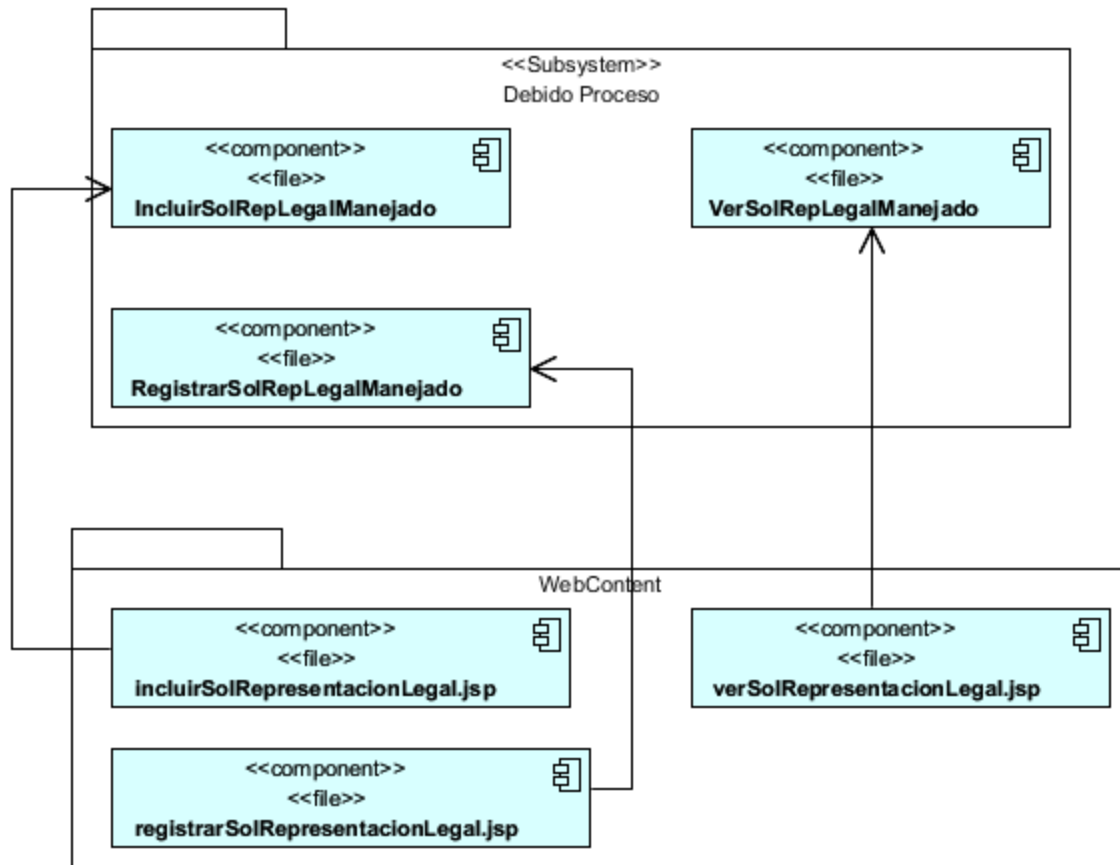 <<Subsystem>>
Debido Proceso
<<component>>
<<file>>
IncluirSolRepLegalManejado
<<component>>
<<file>>
VerSolRepLegalManejado
<<component>>
<<file>>
RegistrarSolRepLegalManejado
WebContent
<<component>>
<<file>>
incluirSolRepresentacionLegal.jsp
<<component>>
<<file>>
verSolRepresentacionLegal.jsp
<<component>>
<<file>>
registrarSolRepresentacionLegal.jsp